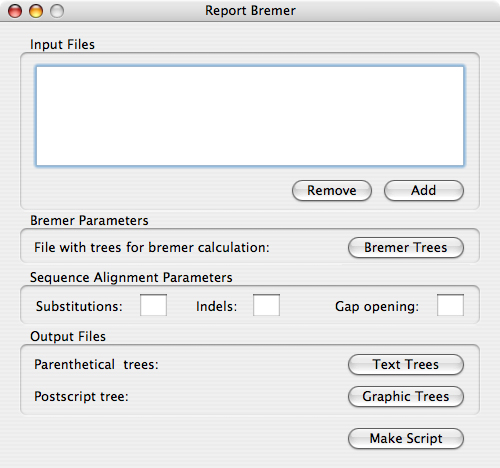 Report Bremer
Input Files
Remove Add
Bremer Parameters
File with trees for bremer calculation: Bremer Trees
Sequence Alignment Parameters
Substitutions: Indels: Gap opening:
Output Files
Parenthetical trees: Text Trees
Postscript tree: Graphic Trees
Make Script